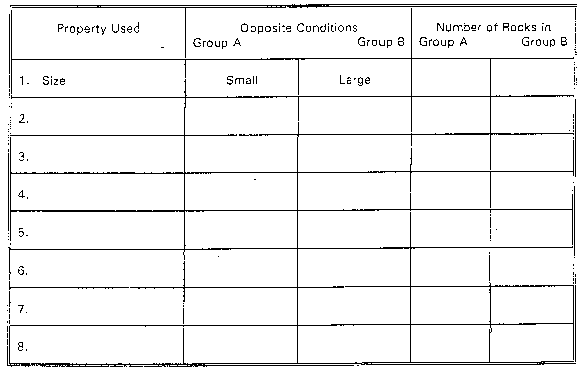 Property Used Opposite Conditions Number of Rocks in
Group A Group B Group A Group B
1. Size Small Large
2.
3.
4.
5.
6.
7.
8.